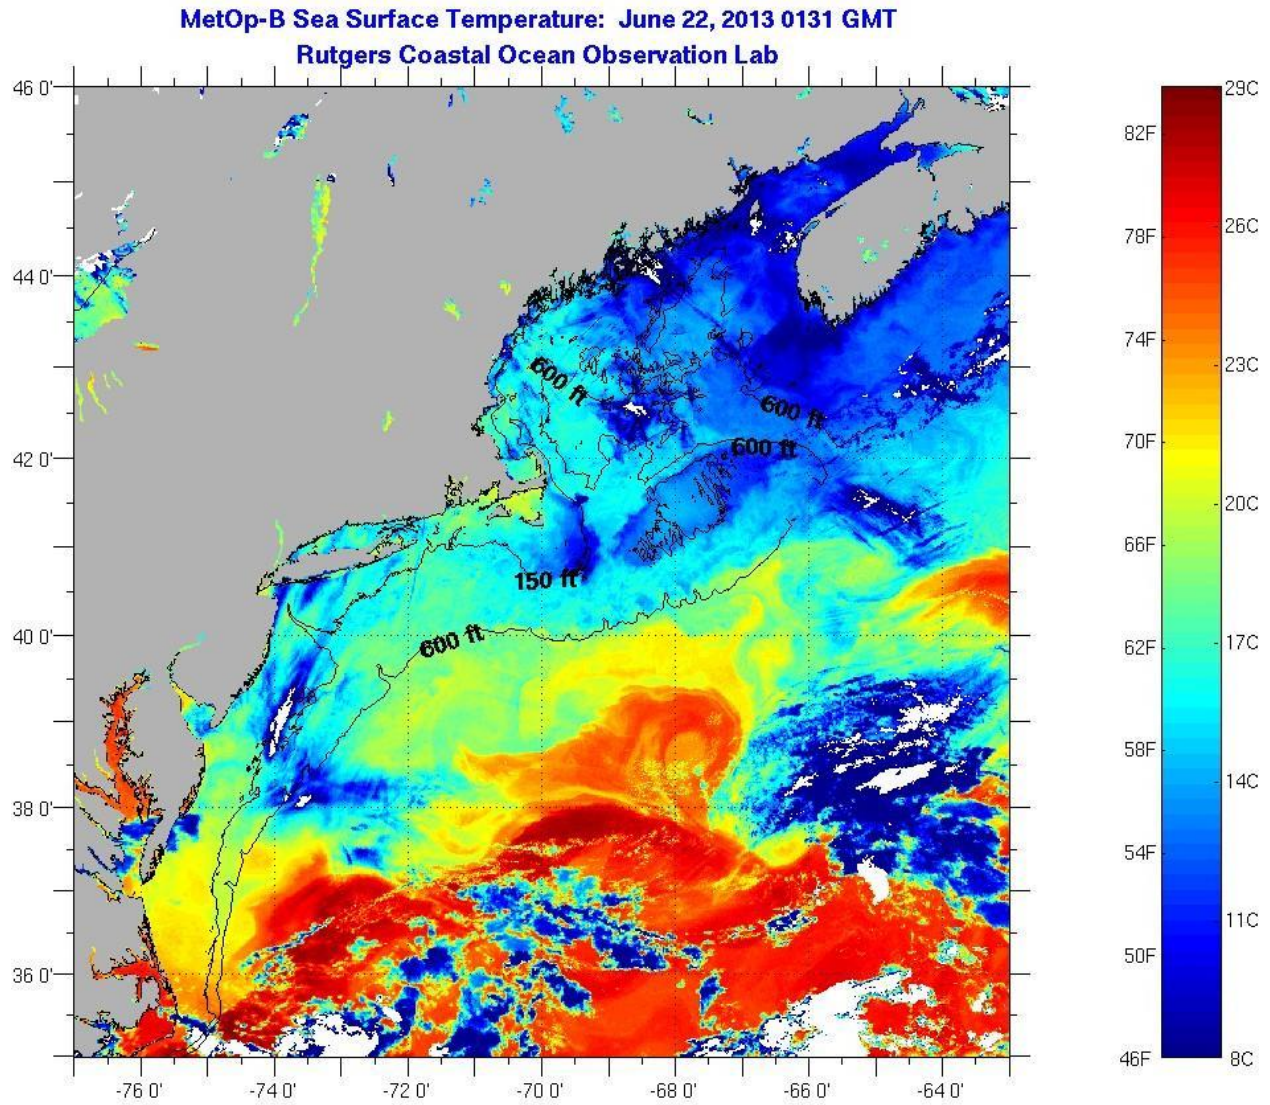 MetOp-B Sea Surface Temperature:  June 22, 2013 0131 GMT
Rutgers Coastal Ocean Observation Lab
46 0'
44 0'
42 0'
40 0'
38 0'
36 0'
-76 0'
-74 0'
-72 0'
-70 0'
-68 0'
-66 0'
-64 0'
600 ft
600 ft
600 ft
150 ft
600 ft
82F
78F
74F
70F
66F
62F
58F
54F
50F
46F
29C
26C
23C
20C
17C
14C
11C
8C